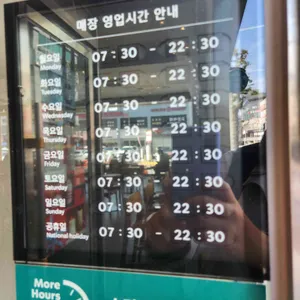 매장 영업시간 안내
월요일 07 : 30 - 22 : 30
Monday
화요일 07 : 30 - 22 : 30
Tuesday
수요일 07 : 30 - 22 : 30
Wednesday
목요일 07 : 30 - 22 : 30
Thursday
금요일 07 : 30 - 22 : 30
Friday
토요일 07 : 30 - 22 : 30
Saturday
일요일 07 : 30 - 22 : 30
Sunday
공휴일 07 : 30 - 22 : 30
National holiday
More
Hours